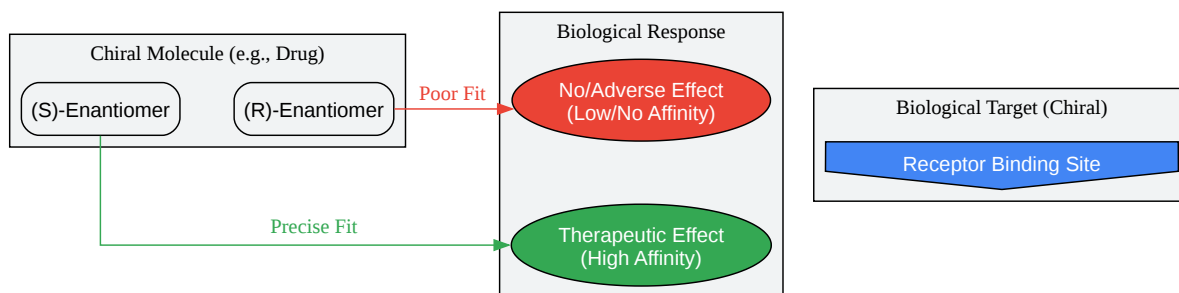 Chiral Molecule (e.g., Drug)
(S)-Enantiomer
(R)-Enantiomer
Poor Fit
Precise Fit
Biological Response
No/Adverse Effect
(Low/No Affinity)
Therapeutic Effect
(High Affinity)
Biological Target (Chiral)
Receptor Binding Site